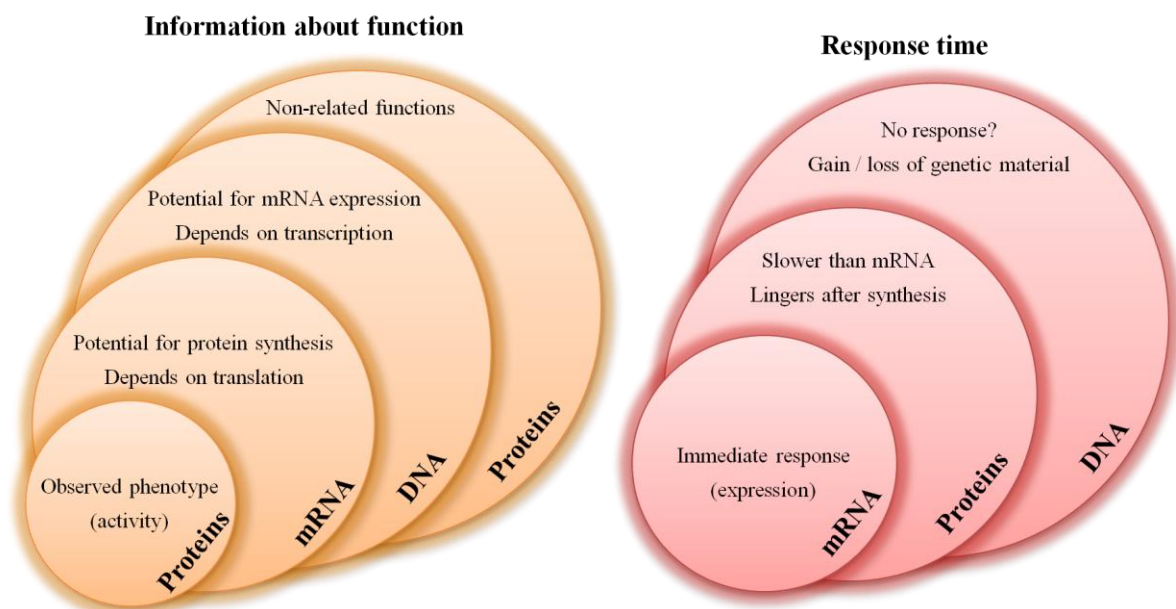 Information about function
Non-related functions
Potential for mRNA expression
Depends on transcription
Potential for protein synthesis
Depends on translation
Observed phenotype
(activity)
Proteins
mRNA
DNA
Proteins
Response time
No response?
Gain / loss of genetic material
Slower than mRNA
Lingers after synthesis
Immediate response
(expression)
mRNA
Proteins
DNA